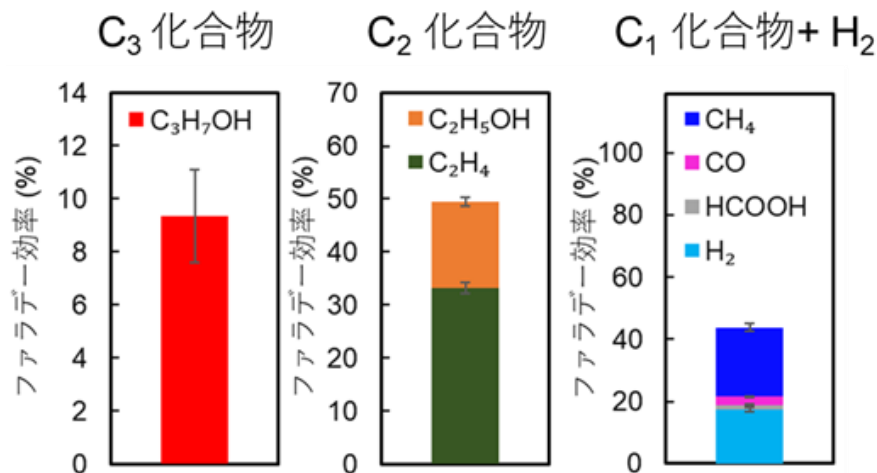 C₃ 化合物
ファラデー効率 (%)
14
12
10
8
6
4
2
0
C₃H₇OH
C₂ 化合物
ファラデー効率 (%)
70
60
50
40
30
20
10
0
C₂H₅OH
C₂H₄
C₁ 化合物+ H₂
ファラデー効率 (%)
100
80
60
40
20
0
CH₄
CO
HCOOH
H₂